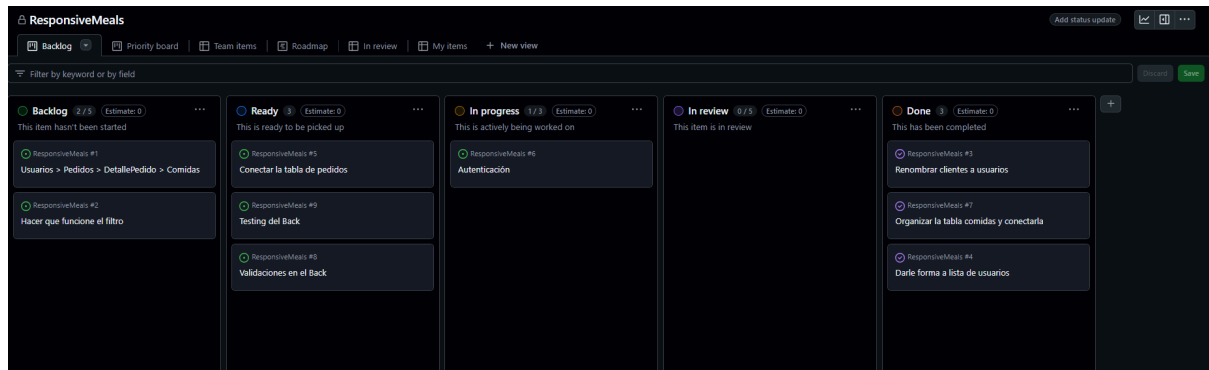 ResponsiveMeals
Add status update
Backlog
Priority board
Team items
Roadmap
In review
My items
+ New view
Filter by keyword or by field
Discard
Save
Backlog 2 / 5 Estimate: 0
This item hasn't been started
ResponsiveMeals #1
Usuarios > Pedidos > DetallePedido > Comidas
ResponsiveMeals #2
Hacer que funcione el filtro
Ready 3 Estimate: 0
This is ready to be picked up
ResponsiveMeals #5
Conectar la tabla de pedidos
ResponsiveMeals #9
Testing del Back
ResponsiveMeals #8
Validaciones en el Back
In progress 1 / 3 Estimate: 0
This is actively being worked on
ResponsiveMeals #6
Autenticación
In review 0 / 5 Estimate: 0
This item is in review
Done 3 Estimate: 0
This has been completed
ResponsiveMeals #3
Renombrar clientes a usuarios
ResponsiveMeals #7
Organizar la tabla comidas y conectarla
ResponsiveMeals #4
Darle forma a lista de usuarios